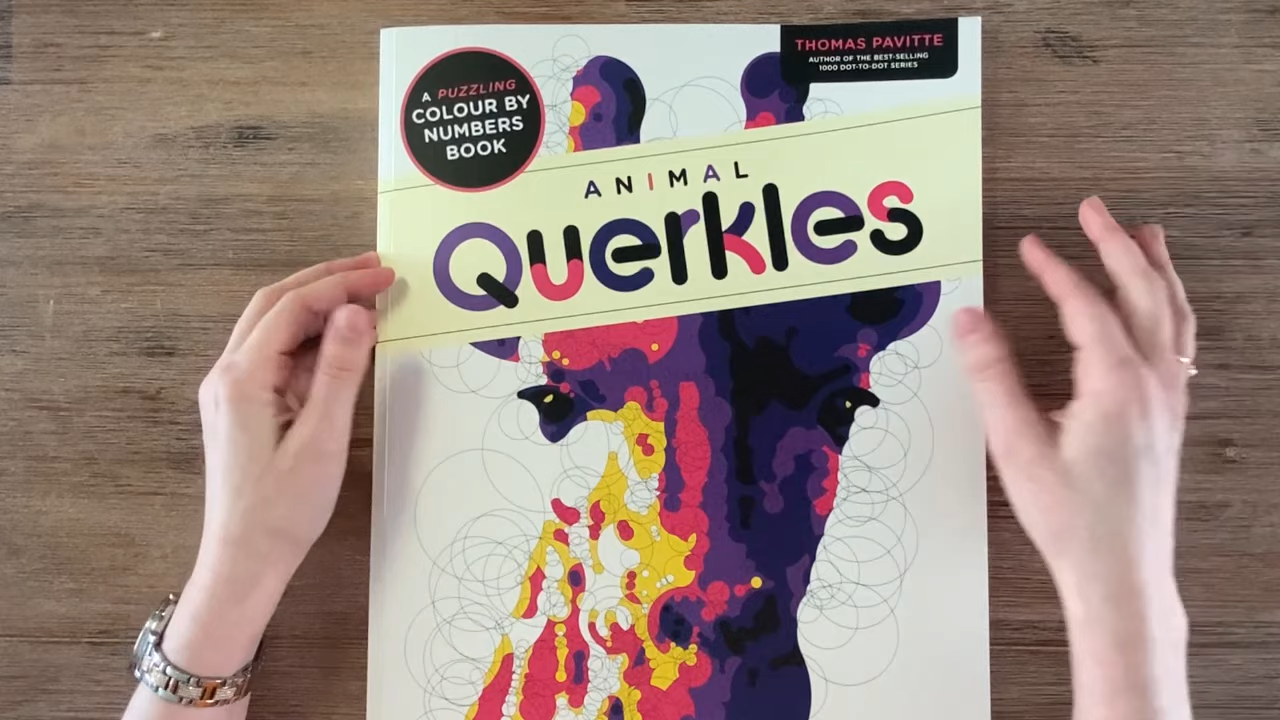 A PUZZLING
COLOUR BY
NUMBERS
BOOK
THOMAS PAVITTE
AUTHOR OF THE BEST-SELLING
1000 DOT-TO-DOT SERIES
ANIMAL
Querkles